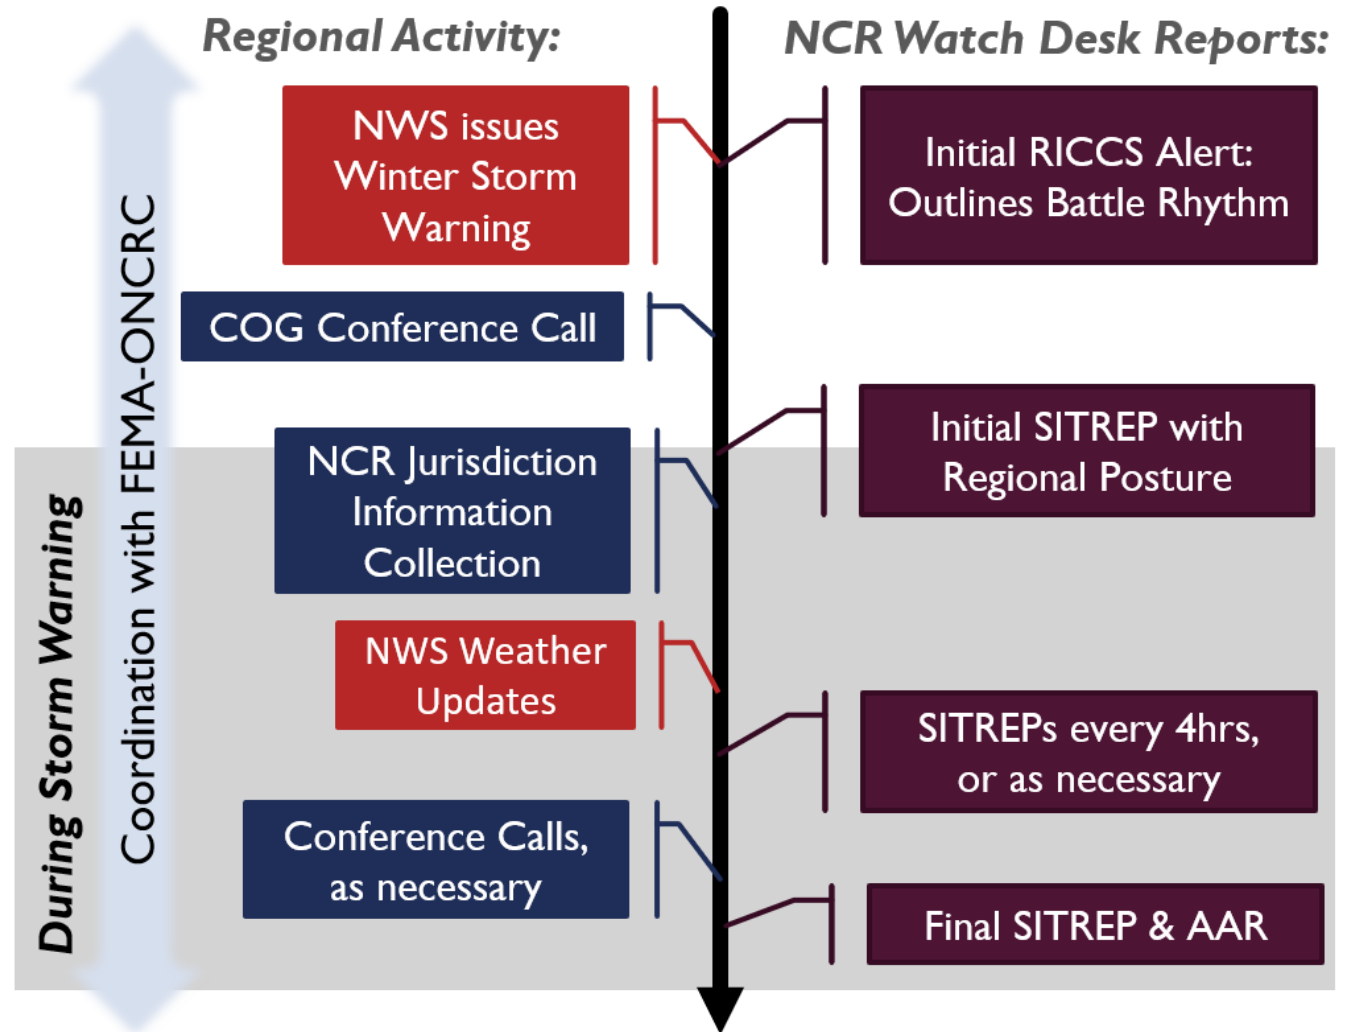 Regional Activity:
NCR Watch Desk Reports:
NWS issues
Winter Storm
Warning
Initial RICCS Alert:
Outlines Battle Rhythm
COG Conference Call
Initial SITREP with
Regional Posture
NCR Jurisdiction
Information
Collection
NWS Weather
Updates
SITREPs every 4hrs,
or as necessary
Conference Calls,
as necessary
Final SITREP & AAR
During Storm Warning
Coordination with FEMA-ONCRC